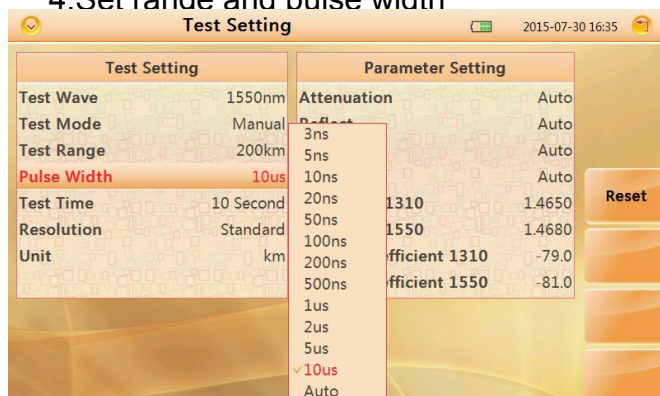 4.Set range and pulse width
Test Setting
2015-07-30 16:35
Test Setting
Test Wave 1550nm
Test Mode Manual
Test Range 200km
Pulse Width 10us
Test Time 10 Second
Resolution Standard
Unit km
Parameter Setting
Attenuation Auto
Auto
Auto
Auto
1310 1.4650
1550 1.4680
efficient 1310 -79.0
efficient 1550 -81.0
3ns
5ns
10ns
20ns
50ns
100ns
200ns
500ns
1us
2us
5us
✓10us
Auto
Reset